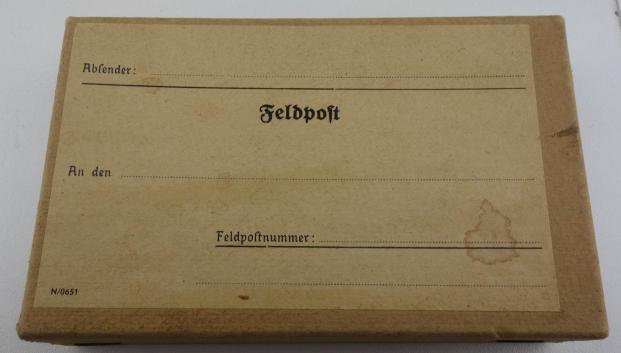 Abſender:
Feldpoſt
An den
Feldpoſtnummer:
N/0651